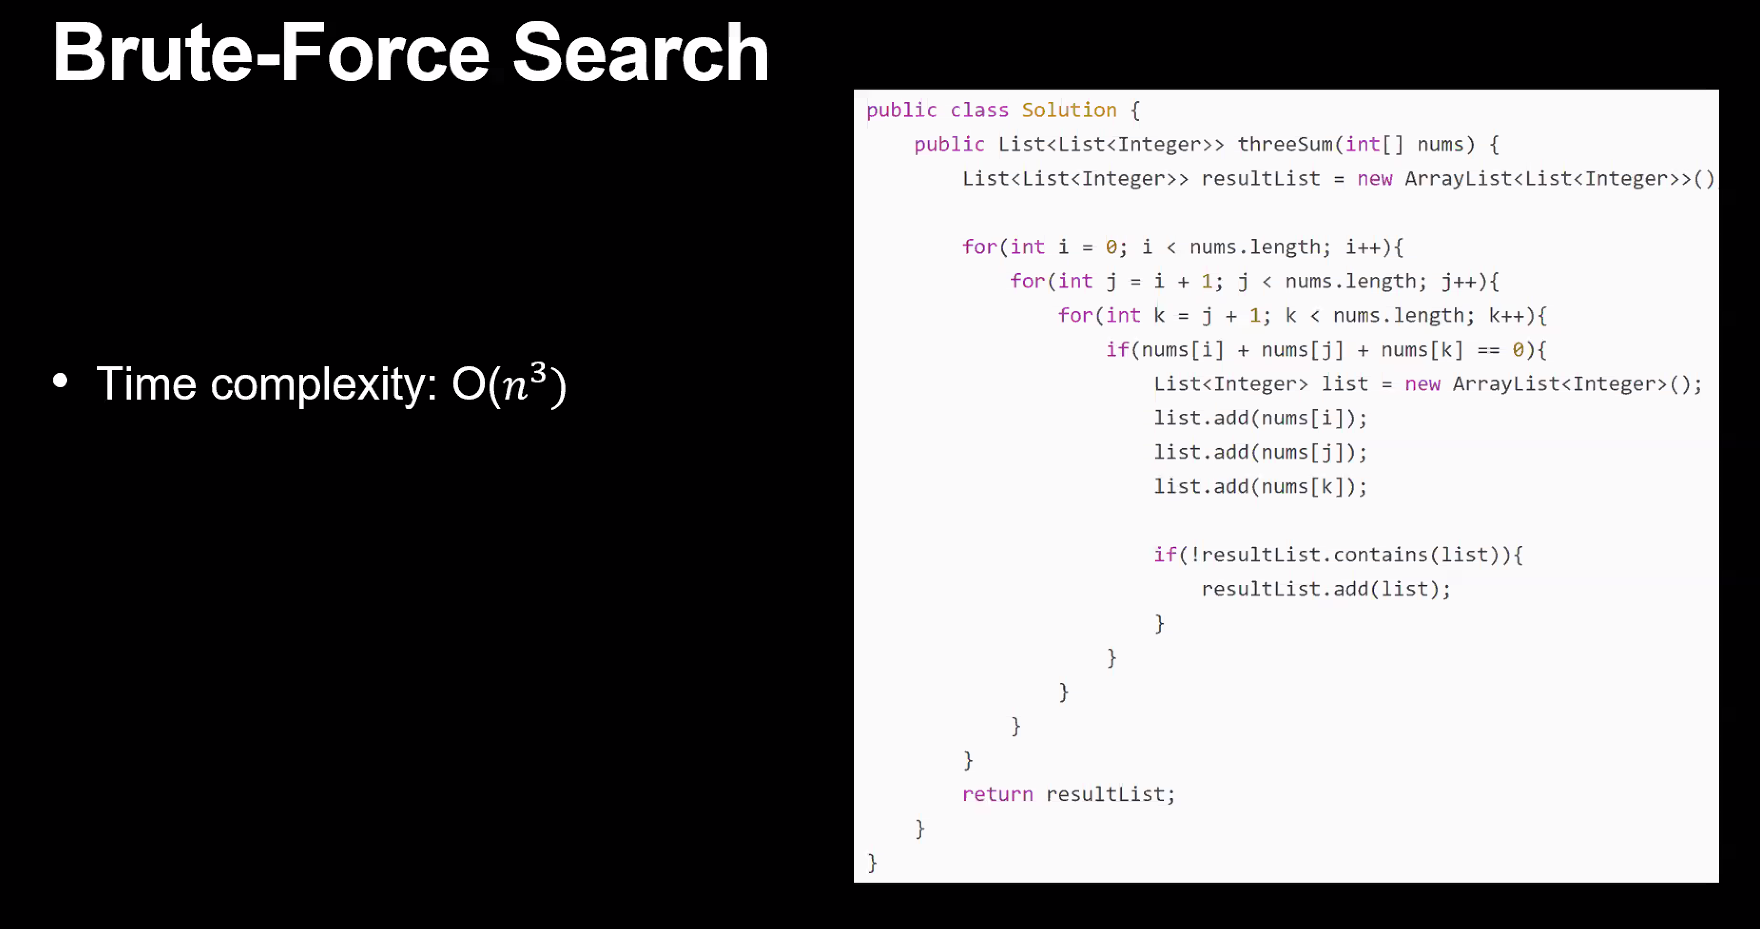 Brute-Force Search
• Time complexity: O(n³)
public class Solution {
    public List<List<Integer>> threeSum(int[] nums) {
        List<List<Integer>> resultList = new ArrayList<List<Integer>>()
        for(int i = 0; i < nums.length; i++){
            for(int j = i + 1; j < nums.length; j++){
                for(int k = j + 1; k < nums.length; k++){
                    if(nums[i] + nums[j] + nums[k] == 0){
                        List<Integer> list = new ArrayList<Integer>();
                        list.add(nums[i]);
                        list.add(nums[j]);
                        list.add(nums[k]);
                        if(!resultList.contains(list)){
                            resultList.add(list);
                        }
                    }
                }
            }
        }
        return resultList;
    }
}